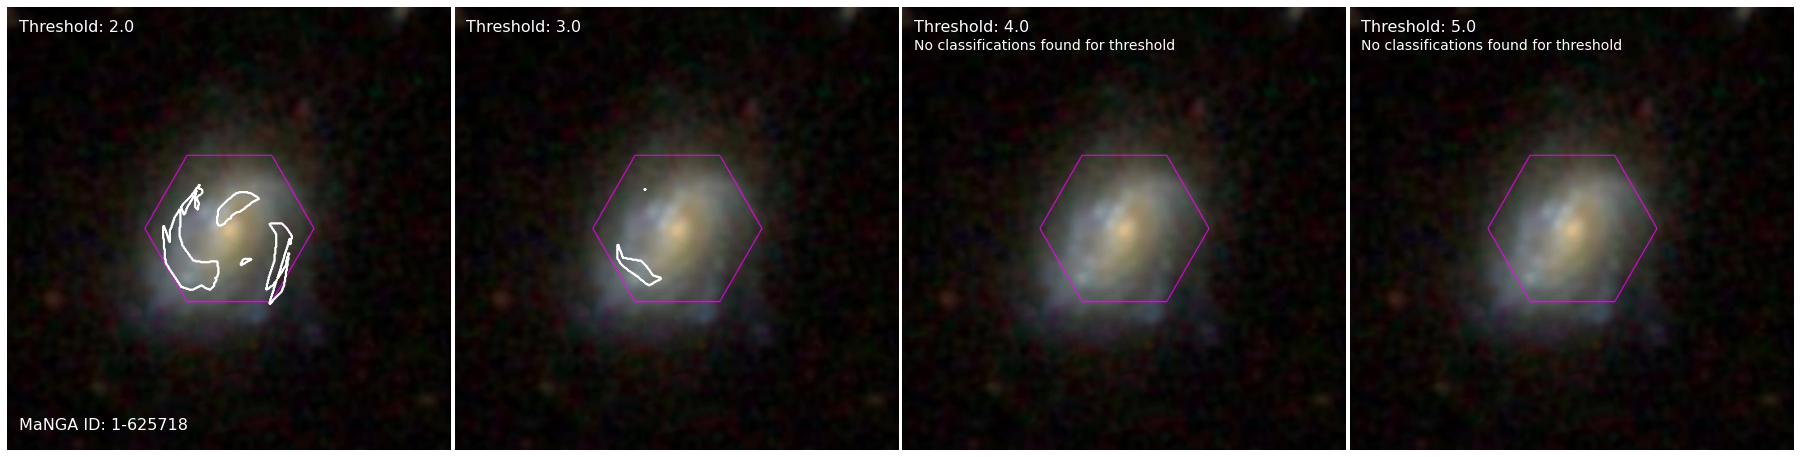 Threshold: 2.0
MaNGA ID: 1-625718
Threshold: 3.0
Threshold: 4.0
No classifications found for threshold
Threshold: 5.0
No classifications found for threshold